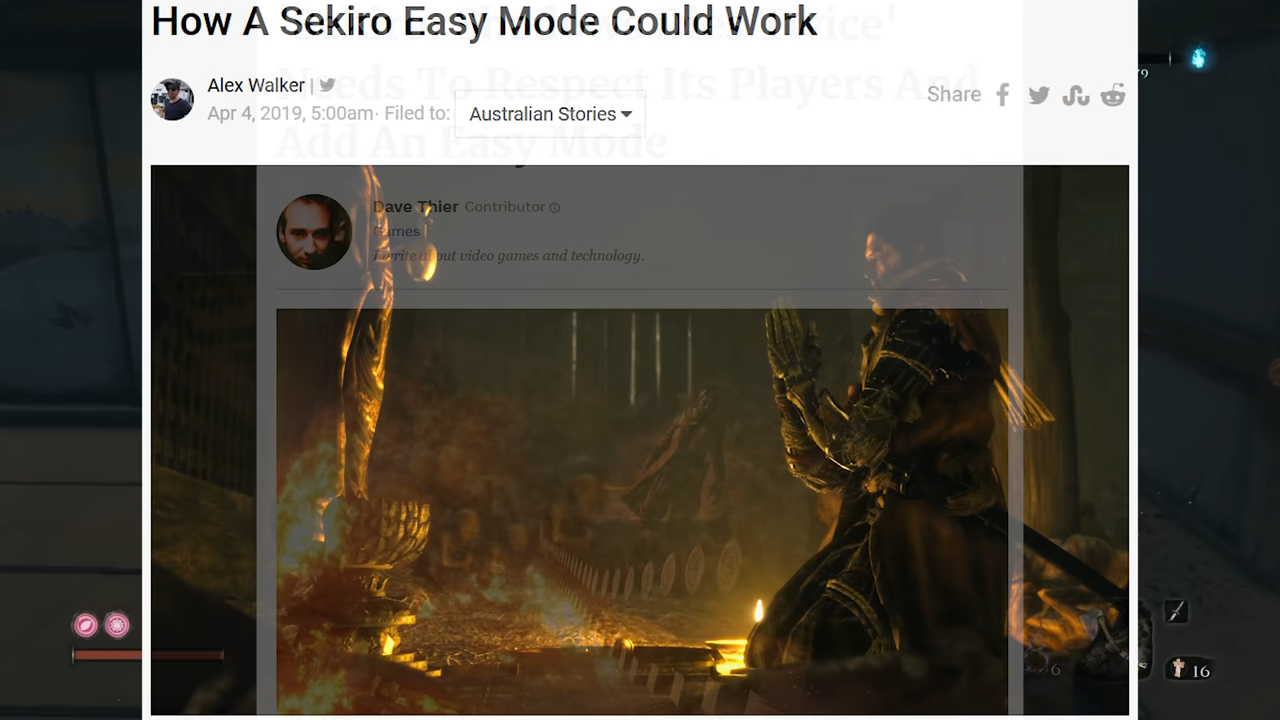 How A Sekiro Easy Mode Could Work
Twice'
Needs To Respect Its Players And
Alex Walker |
Apr 4, 2019, 5:00am· Filed to:
Australian Stories
Share
Add An Easy Mode
Dave Thier Contributor
Games
I write about video games and technology.
6
16